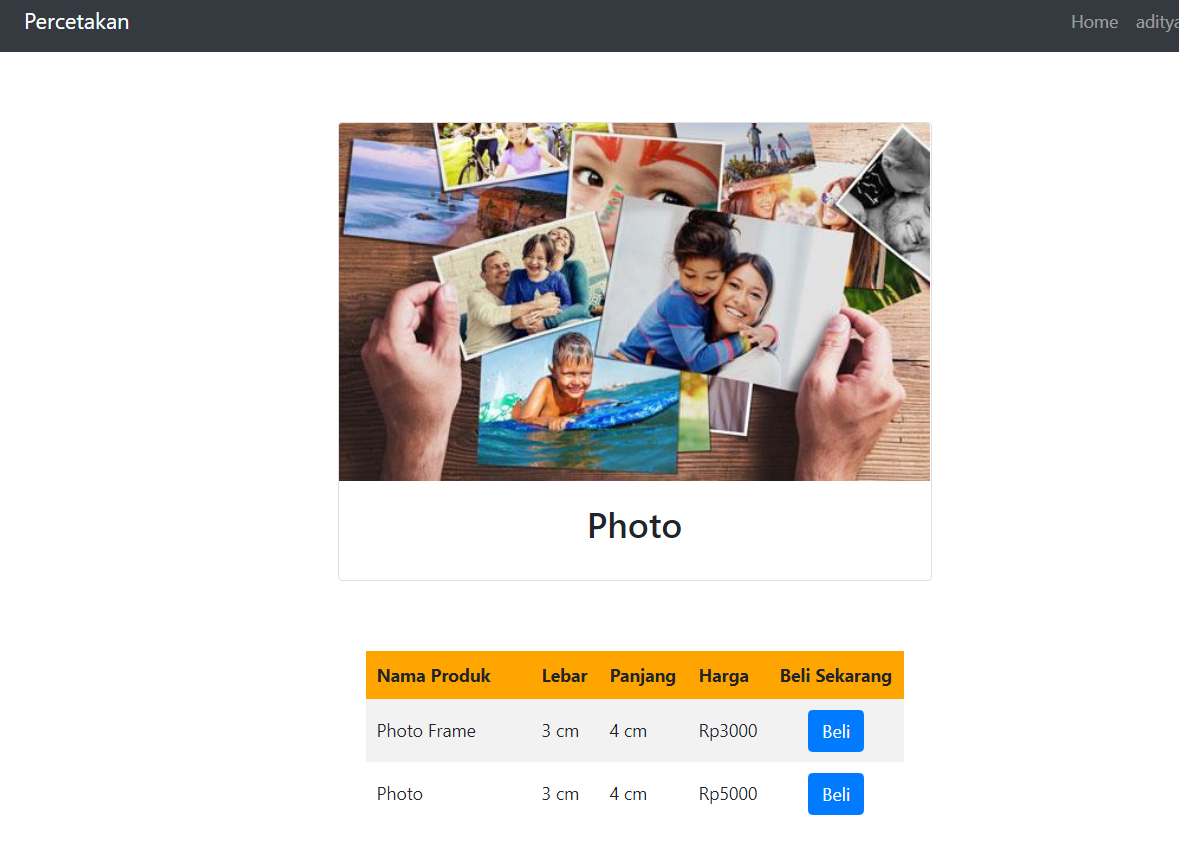 Percetakan
Home aditya
Photo
Nama Produk Lebar Panjang Harga Beli Sekarang
Photo Frame 3 cm 4 cm Rp3000 Beli
Photo 3 cm 4 cm Rp5000 Beli